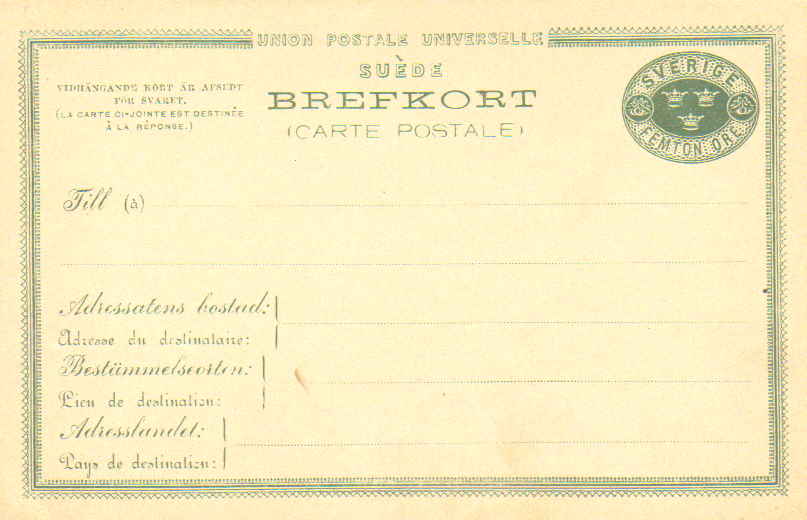 UNION POSTALE UNIVERSELLE
SUÈDE
BREFKORT
(CARTE POSTALE)
VIDHÄNGANDE KORT ÄR AFSEDT
FÖR SVARET.
(LA CARTE CI-JOINTE EST DESTINÉE
À LA RÉPONSE.)
SVERIGE
FEMTON ÖRE
Till (à)
Adressatens bostad:
Adresse du destinataire:
Bestämmelseorten:
Lieu de destination:
Adresslandet:
Pays de destination: